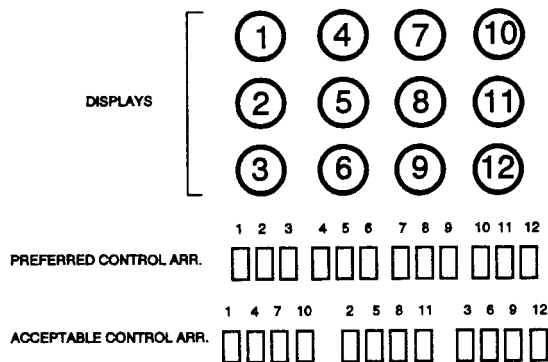 1 4 7 10
DISPLAYS
2 5 8 11
3 6 9 12
1 2 3 4 5 6 7 8 9 10 11 12
PREFERRED CONTROL ARR.
1 4 7 10 2 5 8 11 3 6 9 12
ACCEPTABLE CONTROL ARR.